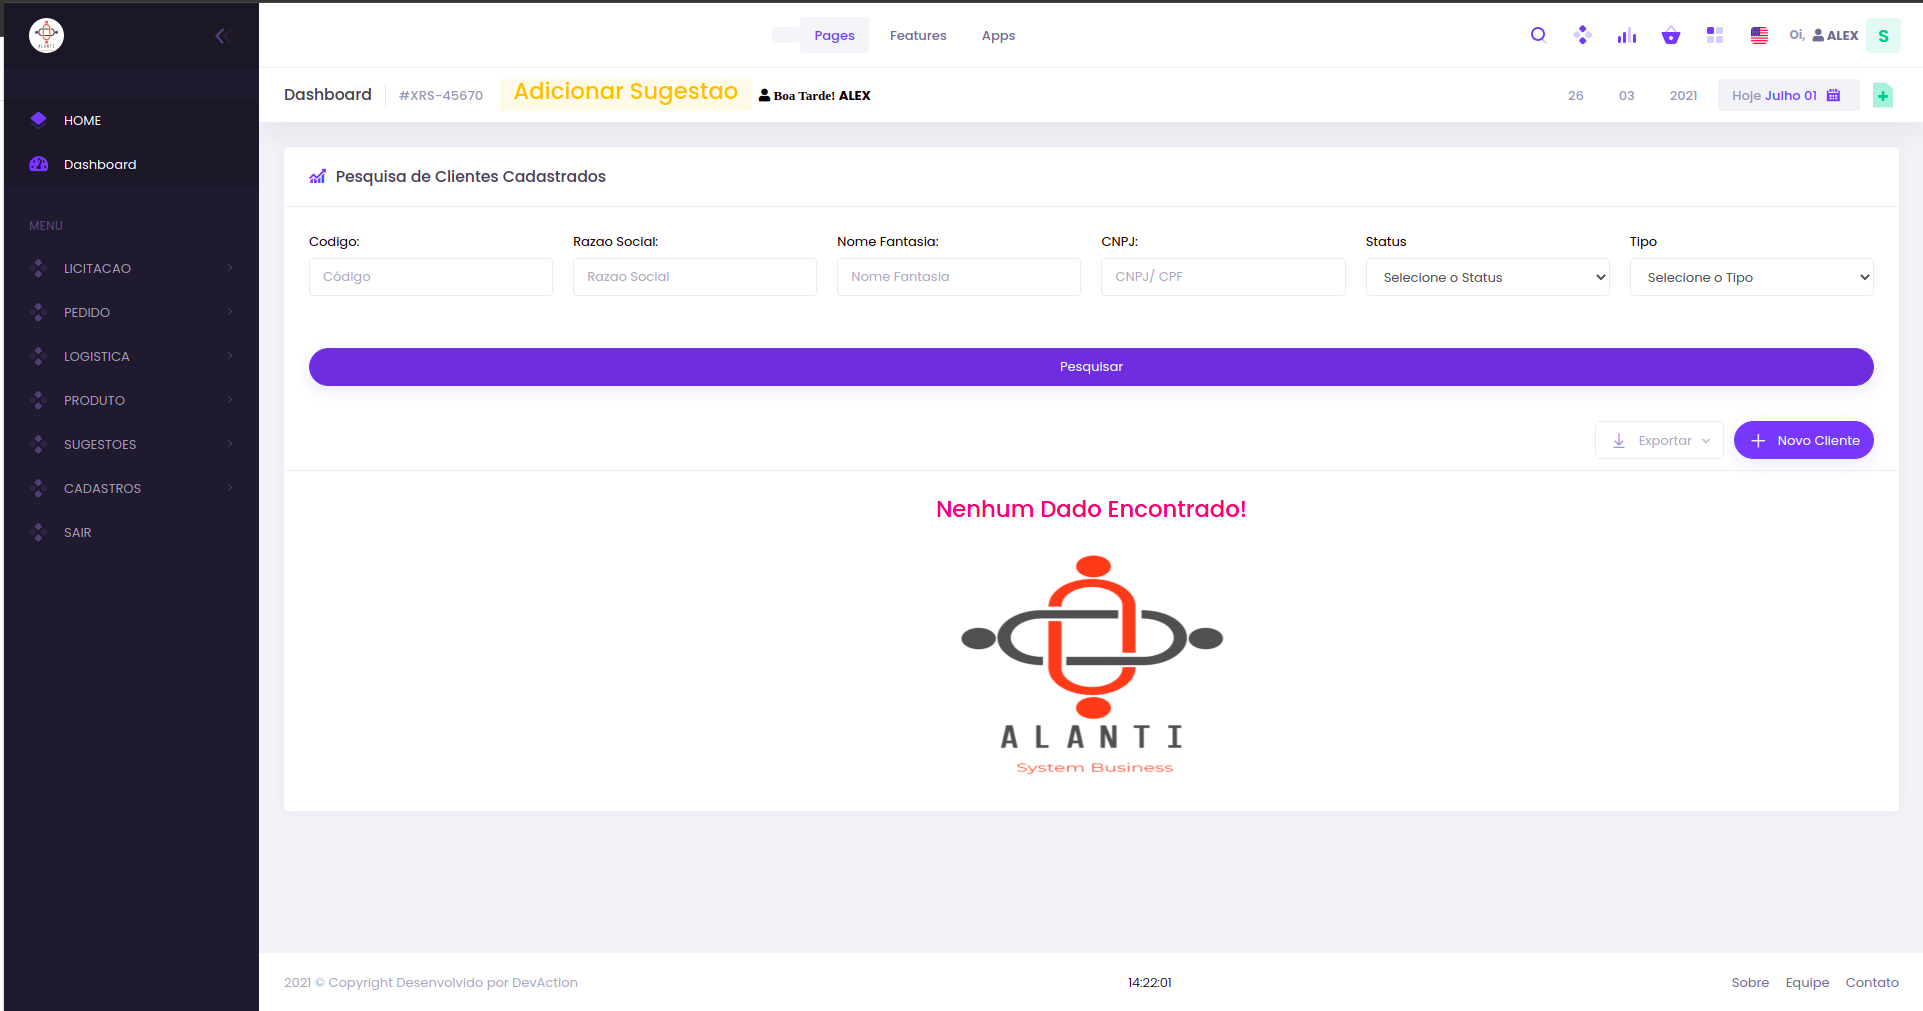 ALANTI
Pages
Features
Apps
Oi, ALEX
S
Dashboard
#XRS-45670
Adicionar Sugestao
Boa Tarde! ALEX
26
03
2021
Hoje Julho 01
HOME
Dashboard
MENU
LICITACAO
PEDIDO
LOGISTICA
PRODUTO
SUGESTOES
CADASTROS
SAIR
Pesquisa de Clientes Cadastrados
Codigo:
Razao Social:
Nome Fantasia:
CNPJ:
Status
Tipo
Código
Razao Social
Nome Fantasia
CNPJ/ CPF
Selecione o Status
Selecione o Tipo
Pesquisar
Exportar
Novo Cliente
Nenhum Dado Encontrado!
ALANTI
System Business
2021 © Copyright Desenvolvido por DevAction
14:22:01
Sobre
Equipe
Contato